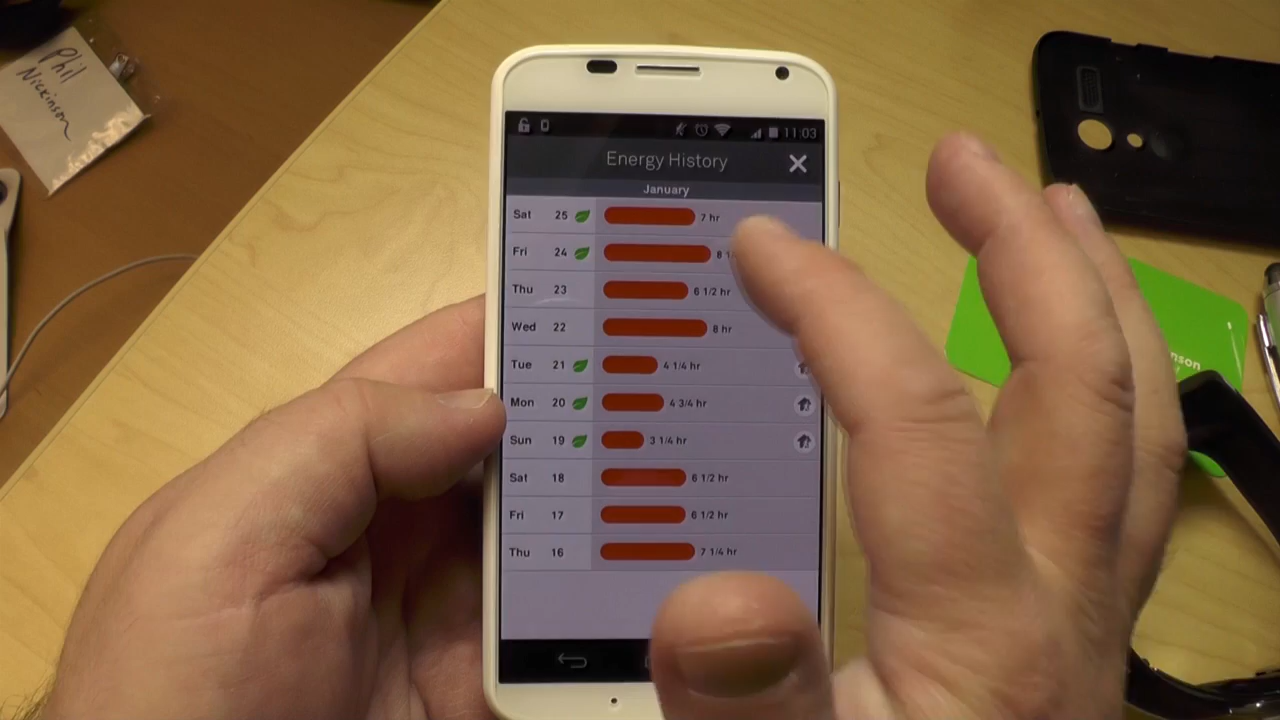 Phil
Nickinson
11:03
Energy History
January
Sat 25 7 hr
Fri 24 8
Thu 23 6 1/2 hr
Wed 22 8 hr
Tue 21 4 1/4 hr
Mon 20 4 3/4 hr
Sun 19 3 1/4 hr
Sat 18 6 1/2 hr
Fri 17 6 1/2 hr
Thu 16 7 1/4 hr
nson